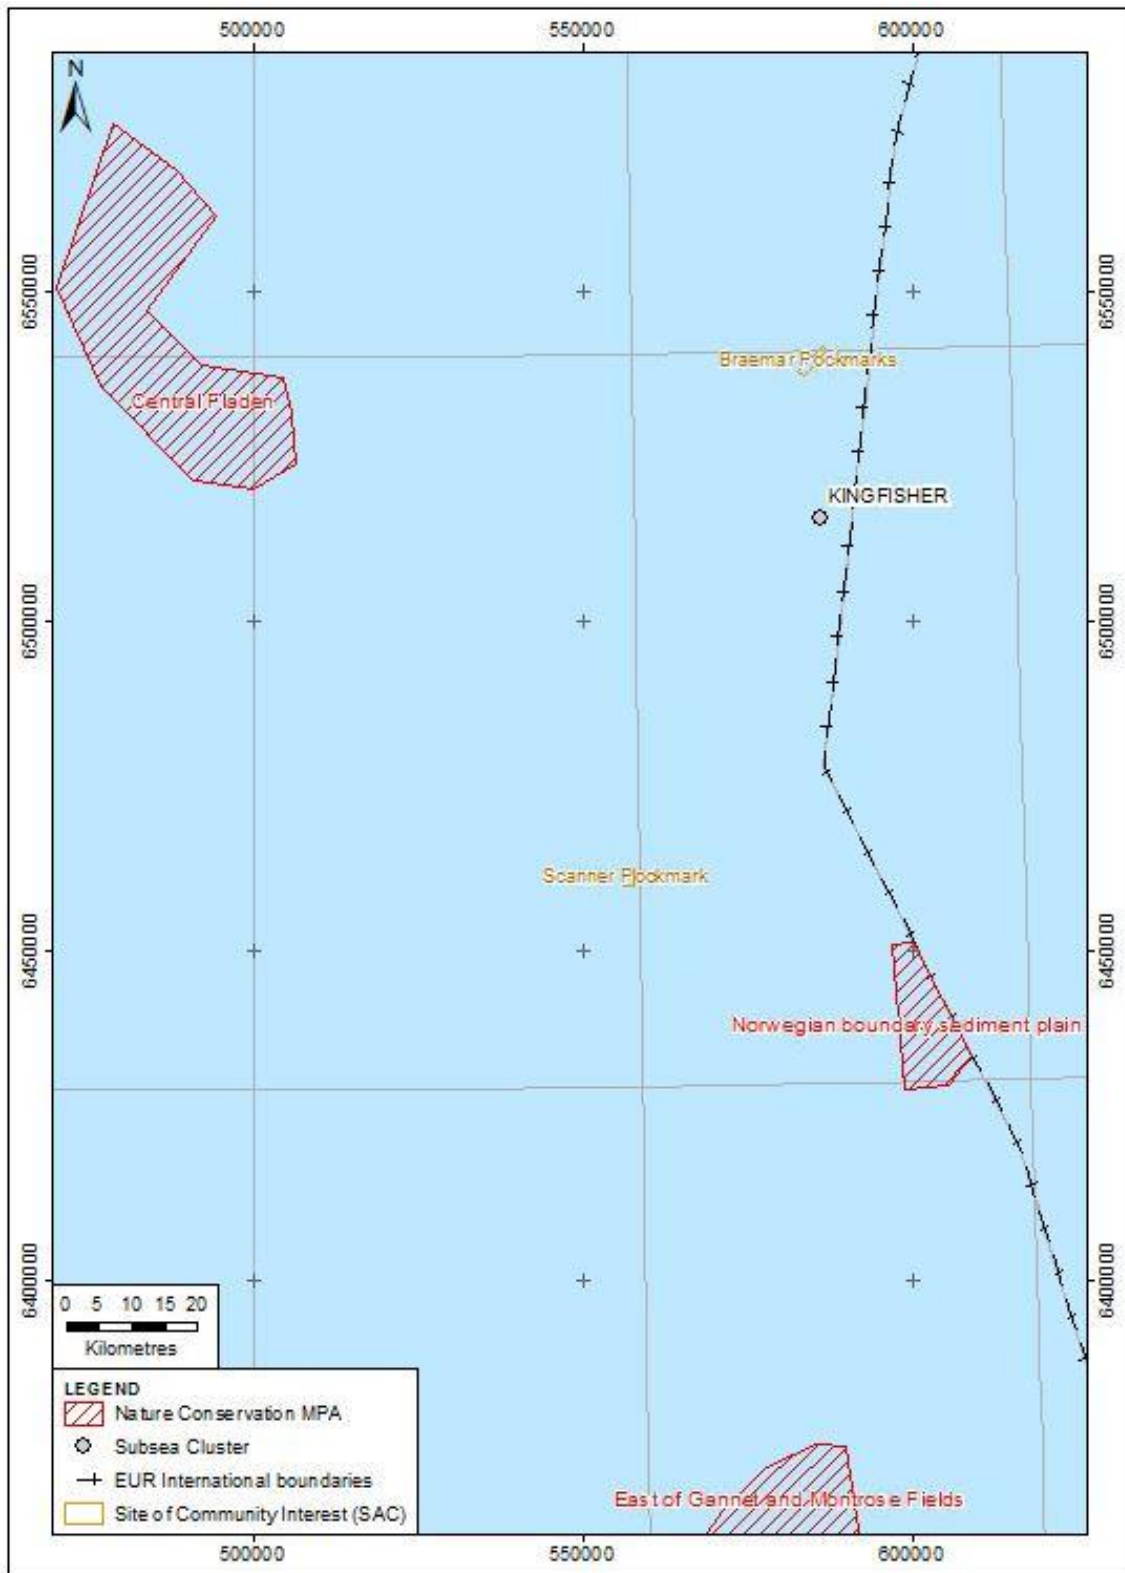 500000 550000 600000
N
6550000 6550000
Braemar Pockmarks
Central Fladen
KINGFISHER
6500000 6500000
Scanner Pockmark
6450000 6450000
Norwegian boundary sediment plain
6400000 6400000
0 5 10 15 20
Kilometres
LEGEND
Nature Conservation MPA
Subsea Cluster
EUR International boundaries
Site of Community Interest (SAC)
East of Gannet and Montrose Fields
500000 550000 600000